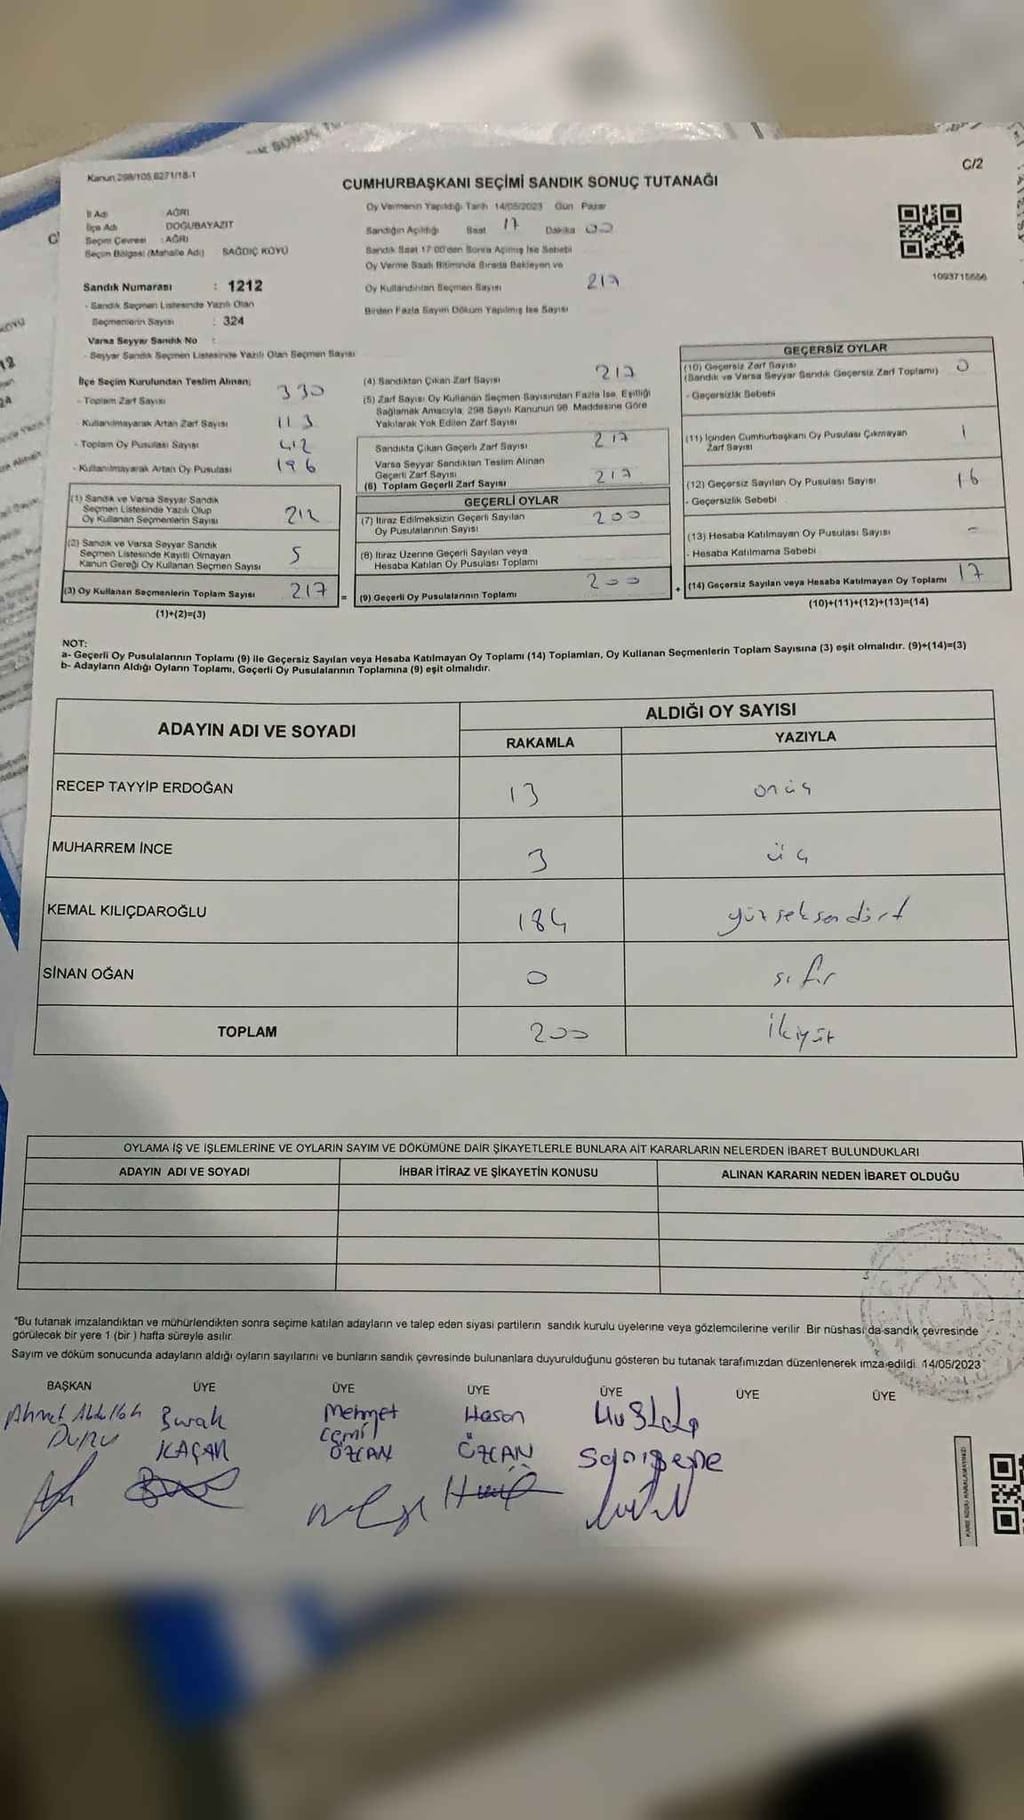 Kanun 298/105 6271/18-1
C/2
CUMHURBAŞKANI SEÇİMİ SANDIK SONUÇ TUTANAĞI
İl Adı AĞRI
İlçe Adı DOĞUBAYAZIT
Seçim Çevresi : AĞRI
Seçim Bölgesi (Mahalle Adı) SAĞDIÇ KÖYÜ
Sandık Numarası : 1212
- Sandık Seçmen Listesinde Yazılı Olan
Seçmenlerin Sayısı : 324
Varsa Seyyar Sandık No :
- Seyyar Sandık Seçmen Listesinde Yazılı Olan Seçmen Sayısı
Oy Vermenin Yapıldığı Tarih 14/05/2023 Gün Pazar
Sandığın Açıldığı Saat 17 Dakika 00
Sandık Saat 17:00'den Sonra Açılmış İse Sebebi
Oy Verme Saati Bitiminde Sırada Bekleyen ve
Oy Kullandırılan Seçmen Sayısı 217
Birden Fazla Sayım Döküm Yapılmış İse Sayısı
1093715656
İlçe Seçim Kurulundan Teslim Alınan;
- Toplam Zarf Sayısı 330
- Kullanılmayarak Artan Zarf Sayısı 113
- Toplam Oy Pusulası Sayısı 412
- Kullanılmayarak Artan Oy Pusulası 196
(1) Sandık ve Varsa Seyyar Sandık
Seçmen Listesinde Yazılı Olup
Oy Kullanan Seçmenlerin Sayısı 212
(2) Sandık ve Varsa Seyyar Sandık
Seçmen Listesinde Kayıtlı Olmayan
Kanun Gereği Oy Kullanan Seçmen Sayısı 5
(3) Oy Kullanan Seçmenlerin Toplam Sayısı 217 =
(1)+(2)=(3)
(4) Sandıktan Çıkan Zarf Sayısı 217
(5) Zarf Sayısı Oy Kullanan Seçmen Sayısından Fazla İse, Eşitliği
Sağlamak Amacıyla, 298 Sayılı Kanunun 98. Maddesine Göre
Yakılarak Yok Edilen Zarf Sayısı
Sandıkta Çıkan Geçerli Zarf Sayısı 217
Varsa Seyyar Sandıktan Teslim Alınan
Geçerli Zarf Sayısı
(6) Toplam Geçerli Zarf Sayısı 217
GEÇERLİ OYLAR
(7) İtiraz Edilmeksizin Geçerli Sayılan
Oy Pusulalarının Sayısı 200
(8) İtiraz Üzerine Geçerli Sayılan veya
Hesaba Katılan Oy Pusulası Toplamı
(9) Geçerli Oy Pusulalarının Toplamı 200 +
GEÇERSİZ OYLAR
(10) Geçersiz Zarf Sayısı
(Sandık ve Varsa Seyyar Sandık Geçersiz Zarf Toplamı) 0
- Geçersizlik Sebebi
(11) İçinden Cumhurbaşkanı Oy Pusulası Çıkmayan
Zarf Sayısı 1
(12) Geçersiz Sayılan Oy Pusulası Sayısı 16
- Geçersizlik Sebebi
(13) Hesaba Katılmayan Oy Pusulası Sayısı -
- Hesaba Katılmama Sebebi
(14) Geçersiz Sayılan veya Hesaba Katılmayan Oy Toplamı 17
(10)+(11)+(12)+(13)=(14)
NOT:
a- Geçerli Oy Pusulalarının Toplamı (9) ile Geçersiz Sayılan veya Hesaba Katılmayan Oy Toplamı (14) Toplamları, Oy Kullanan Seçmenlerin Toplam Sayısına (3) eşit olmalıdır. (9)+(14)=(3)
b- Adayların Aldığı Oyların Toplamı, Geçerli Oy Pusulalarının Toplamına (9) eşit olmalıdır.
ADAYIN ADI VE SOYADI
ALDIĞI OY SAYISI
RAKAMLA YAZIYLA
RECEP TAYYİP ERDOĞAN 13 onüç
MUHARREM İNCE 3 üç
KEMAL KILIÇDAROĞLU 184 yüzseksendört
SİNAN OĞAN 0 sıfır
TOPLAM 200 ikiyüz
OYLAMA İŞ VE İŞLEMLERİNE VE OYLARIN SAYIM VE DÖKÜMÜNE DAİR ŞİKAYETLERLE BUNLARA AİT KARARLARIN NELERDEN İBARET BULUNDUKLARI
ADAYIN ADI VE SOYADI İHBAR İTİRAZ VE ŞİKAYETİN KONUSU ALINAN KARARIN NEDEN İBARET OLDUĞU
*Bu tutanak imzalandıktan ve mühürlendikten sonra seçime katılan adayların ve talep eden siyasi partilerin sandık kurulu üyelerine veya gözlemcilerine verilir Bir nüshası da sandık çevresinde
görülecek bir yere 1 (bir) hafta süreyle asılır.
Sayım ve döküm sonucunda adayların aldığı oyların sayılarını ve bunların sandık çevresinde bulunanlara duyurulduğunu gösteren bu tutanak tarafımızdan düzenlenerek imza edildi 14/05/2023
BAŞKAN ÜYE ÜYE ÜYE ÜYE ÜYE ÜYE
Ahmet Abdullah Burak Mehmet Hasan
DURU KAÇAN Cemil ÖZCAN
ÖZCAN